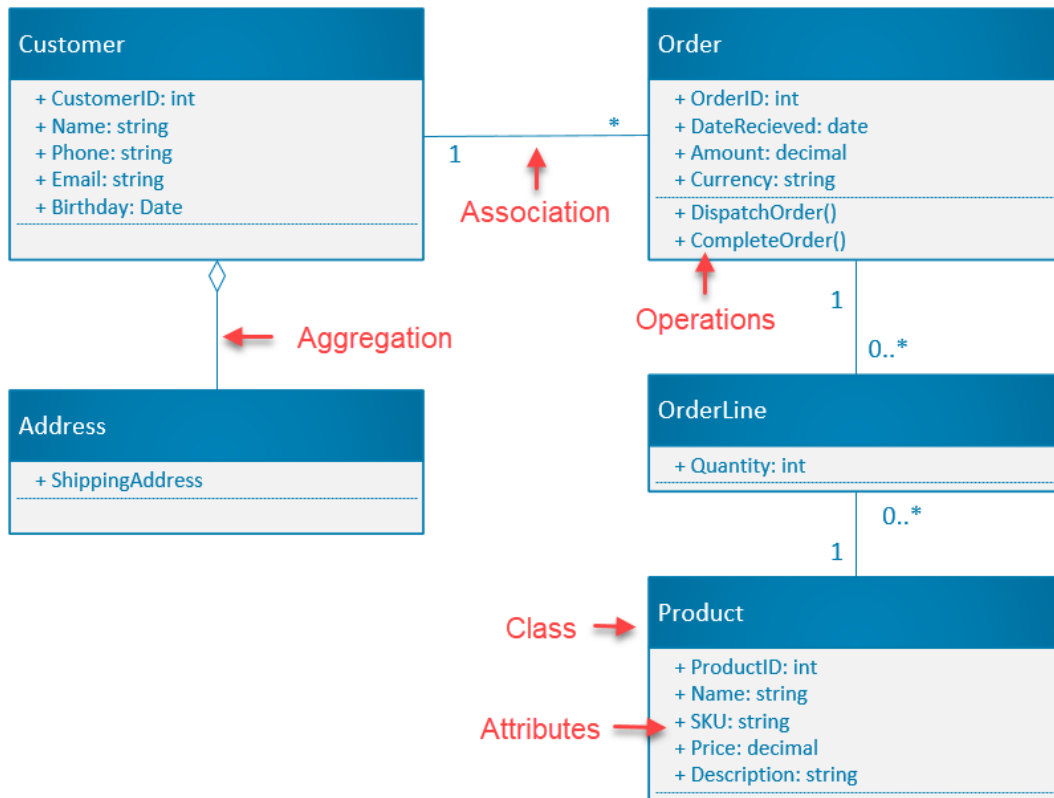 Customer
+ CustomerID: int
+ Name: string
+ Phone: string
+ Email: string
+ Birthday: Date
1
*
Association
Order
+ OrderID: int
+ DateRecieved: date
+ Amount: decimal
+ Currency: string
+ DispatchOrder()
+ CompleteOrder()
Operations
Aggregation
1
0..*
Address
+ ShippingAddress
OrderLine
+ Quantity: int
0..*
1
Class
Product
+ ProductID: int
+ Name: string
+ SKU: string
+ Price: decimal
+ Description: string
Attributes